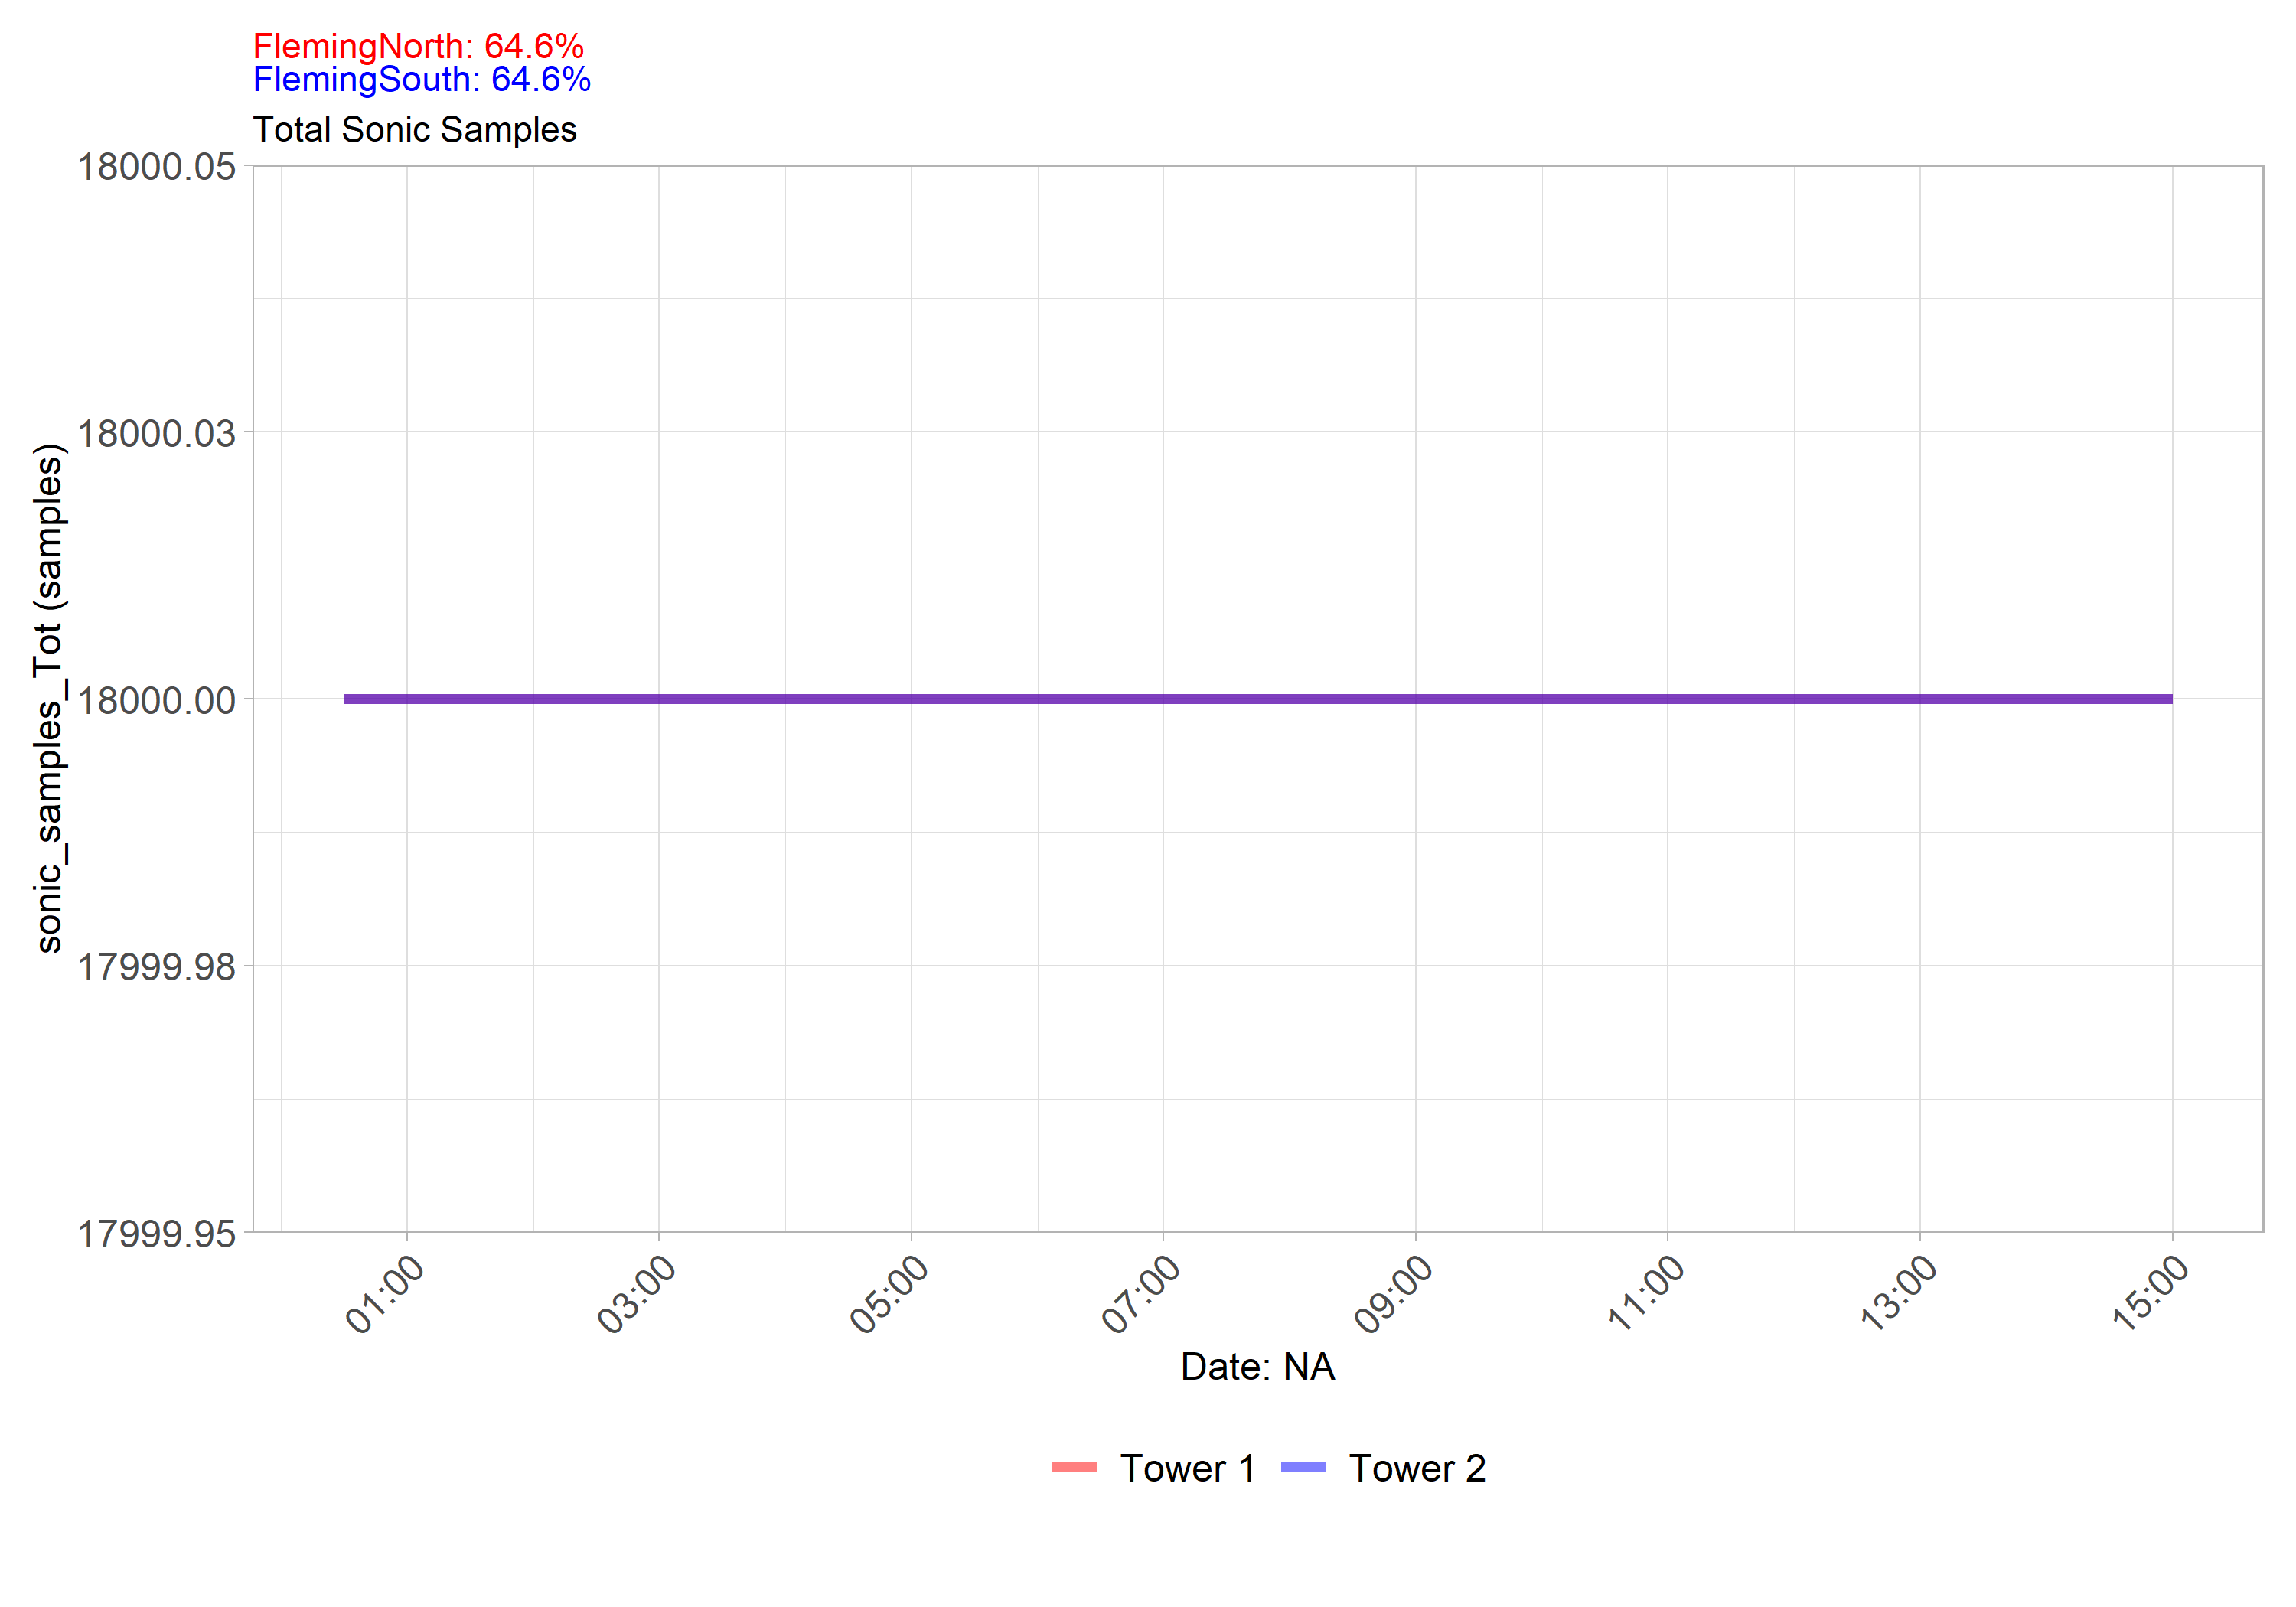 FlemingNorth: 64.6%
FlemingSouth: 64.6%
Total Sonic Samples
18000.05
18000.03
18000.00
17999.98
17999.95
sonic_samples_Tot (samples)
01:00
03:00
05:00
07:00
09:00
11:00
13:00
15:00
Date: NA
Tower 1
Tower 2